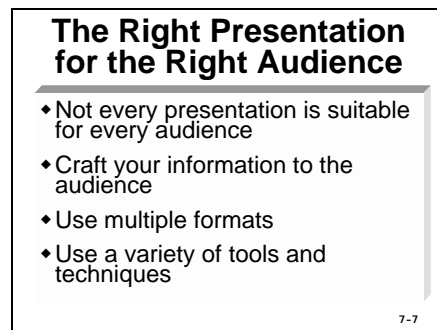 The Right Presentation
for the Right Audience
◆Not every presentation is suitable
for every audience
◆Craft your information to the
audience
◆Use multiple formats
◆Use a variety of tools and
techniques
7-7